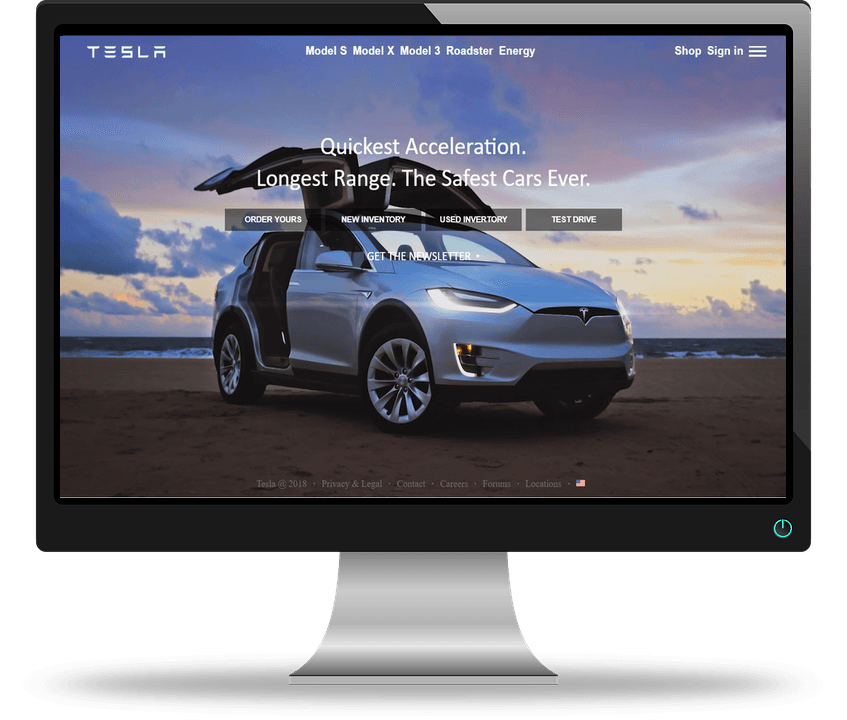 TESLA Model S Model X Model 3 Roadster Energy Shop Sign in
Quickest Acceleration.
Longest Range. The Safest Cars Ever.
ORDER YOURS NEW INVENTORY USED INVERTORY TEST DRIVE
GET THE NEWSLETTER
Tesla @ 2018 · Privacy & Legal · Contact · Careers · Forums · Locations ·